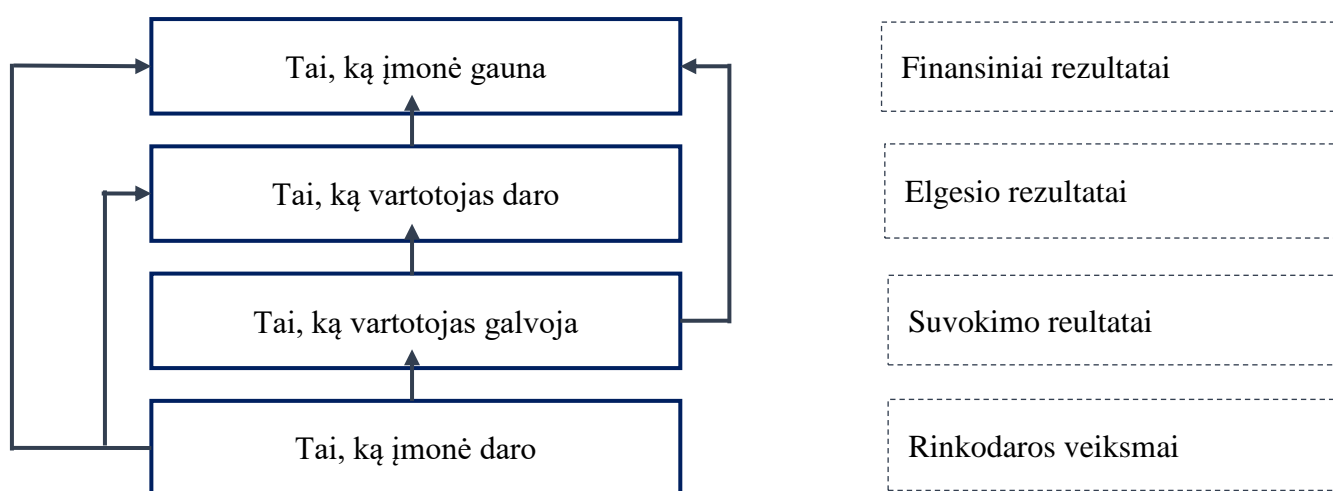 Tai, ką įmonė gauna
Finansiniai rezultatai
Tai, ką vartotojas daro
Elgesio rezultatai
Tai, ką vartotojas galvoja
Suvokimo reultatai
Tai, ką įmonė daro
Rinkodaros veiksmai